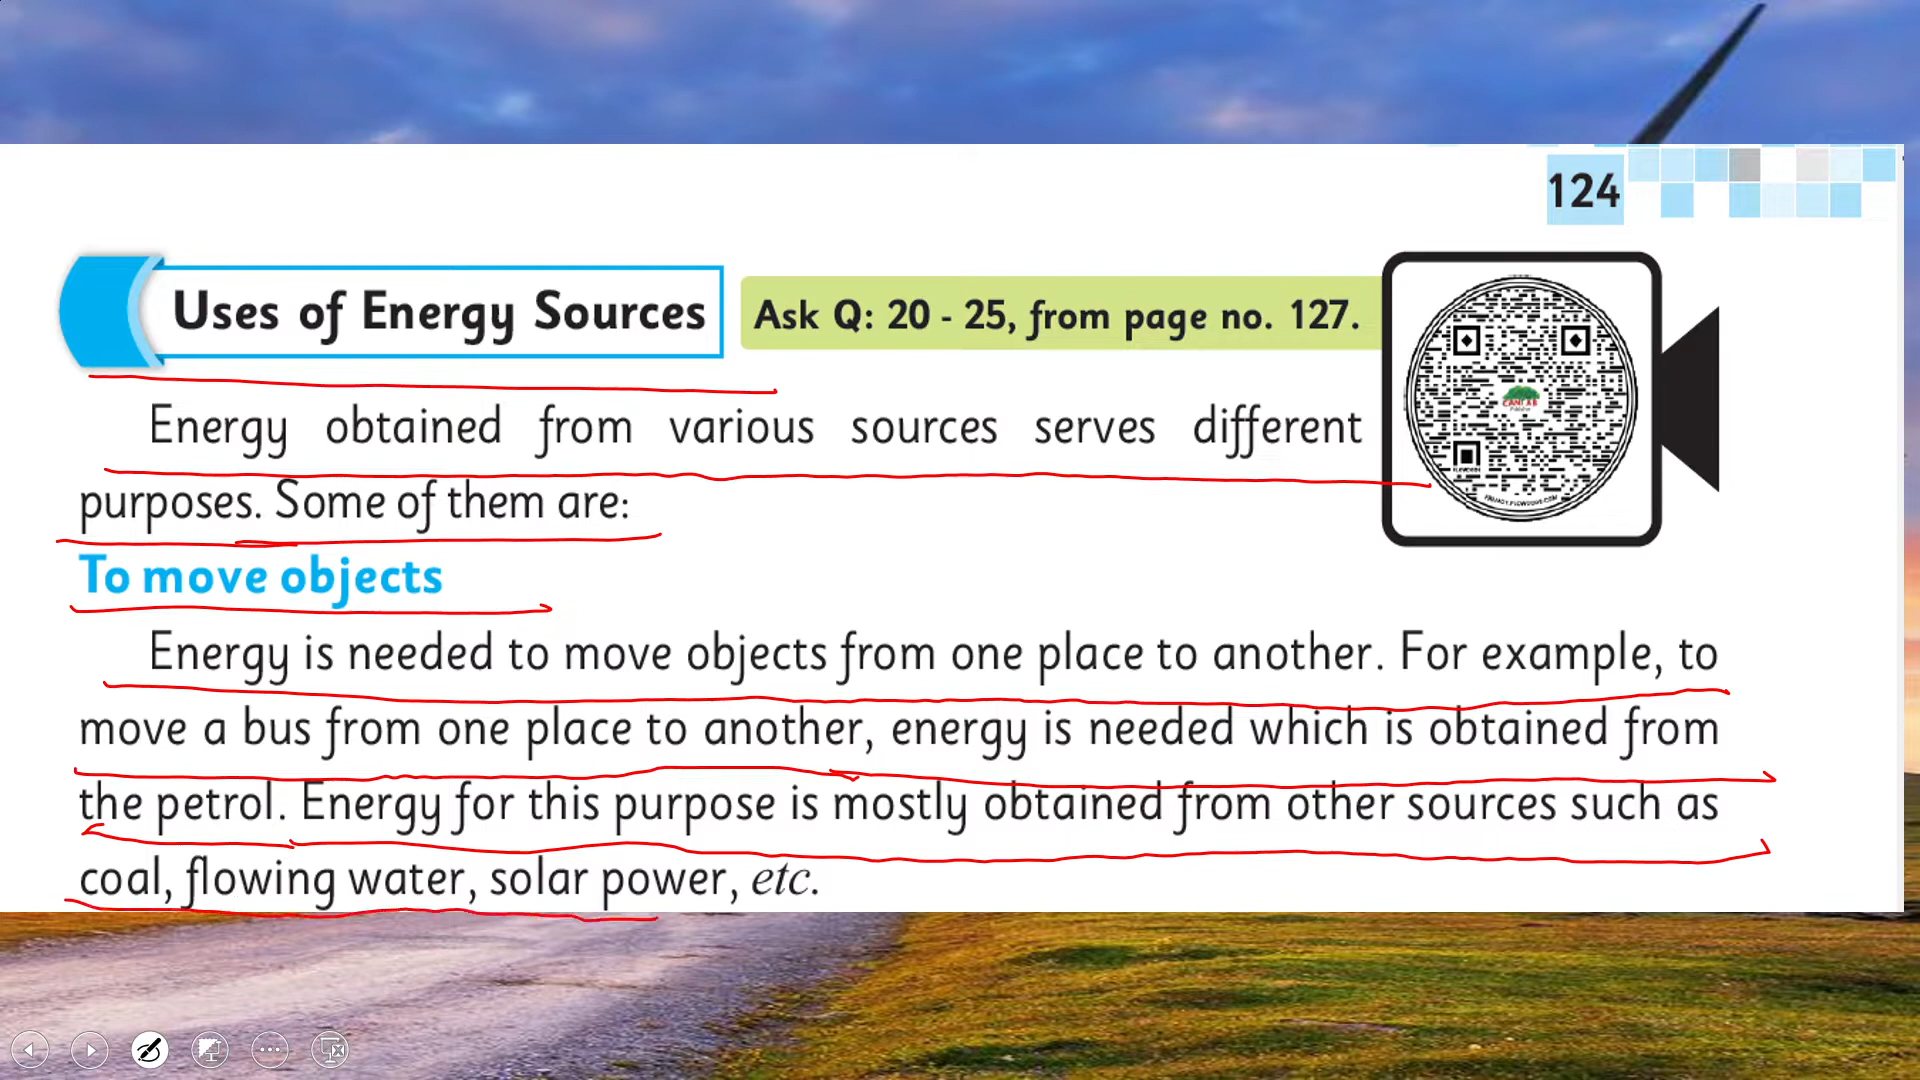 124
Uses of Energy Sources
Ask Q: 20 - 25, from page no. 127.
Energy obtained from various sources serves different
purposes. Some of them are:
To move objects
Energy is needed to move objects from one place to another. For example, to
move a bus from one place to another, energy is needed which is obtained from
the petrol. Energy for this purpose is mostly obtained from other sources such as
coal, flowing water, solar power, etc.